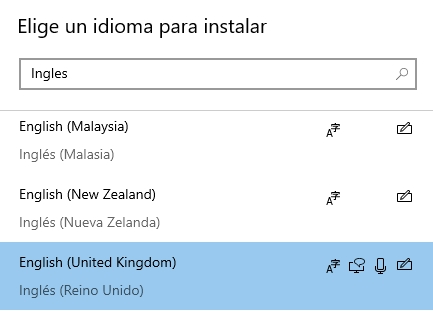 Elige un idioma para instalar
Ingles
English (Malaysia)
Inglés (Malasia)
English (New Zealand)
Inglés (Nueva Zelanda)
English (United Kingdom)
Inglés (Reino Unido)